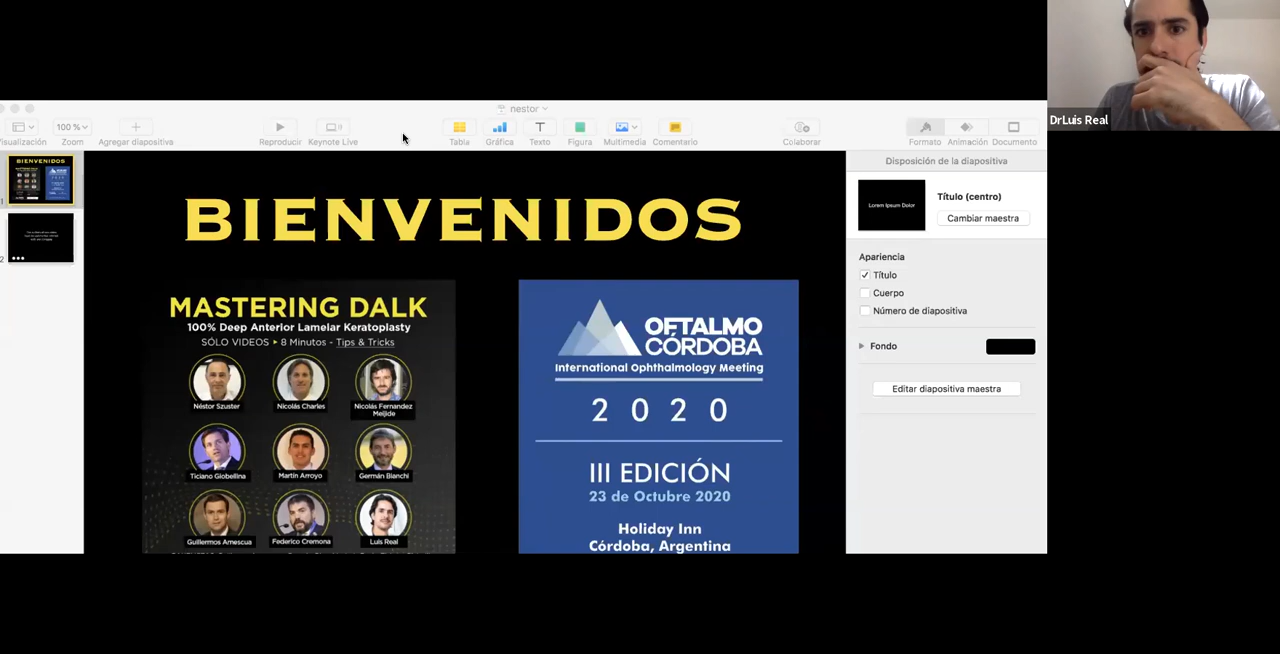 DrLuis Real
nestor
Visualización
100 %
Zoom
Agregar diapositiva
Reproducir
Keynote Live
Tabla
Gráfica
Texto
Figura
Multimedia
Comentario
Colaborar
Formato
Animación
Documento
1
2
BIENVENIDOS
MASTERING DALK
100% Deep Anterior Lamelar Keratoplasty
SÓLO VIDEOS ▸ 8 Minutos - Tips & Tricks
Néstor Szuster
Nicolás Charles
Nicolás Fernandez
Meijide
Ticiano Globellina
Martín Arroyo
Germán Bianchi
Guillermos Amescua
Federico Cremona
Luis Real
OFTALMO
CÓRDOBA
International Ophthalmology Meeting
2 0 2 0
III EDICIÓN
23 de Octubre 2020
Holiday Inn
Córdoba, Argentina
Disposición de la diapositiva
Lorem Ipsum Dolor
Título (centro)
Cambiar maestra
Apariencia
Título
Cuerpo
Número de diapositiva
Fondo
Editar diapositiva maestra